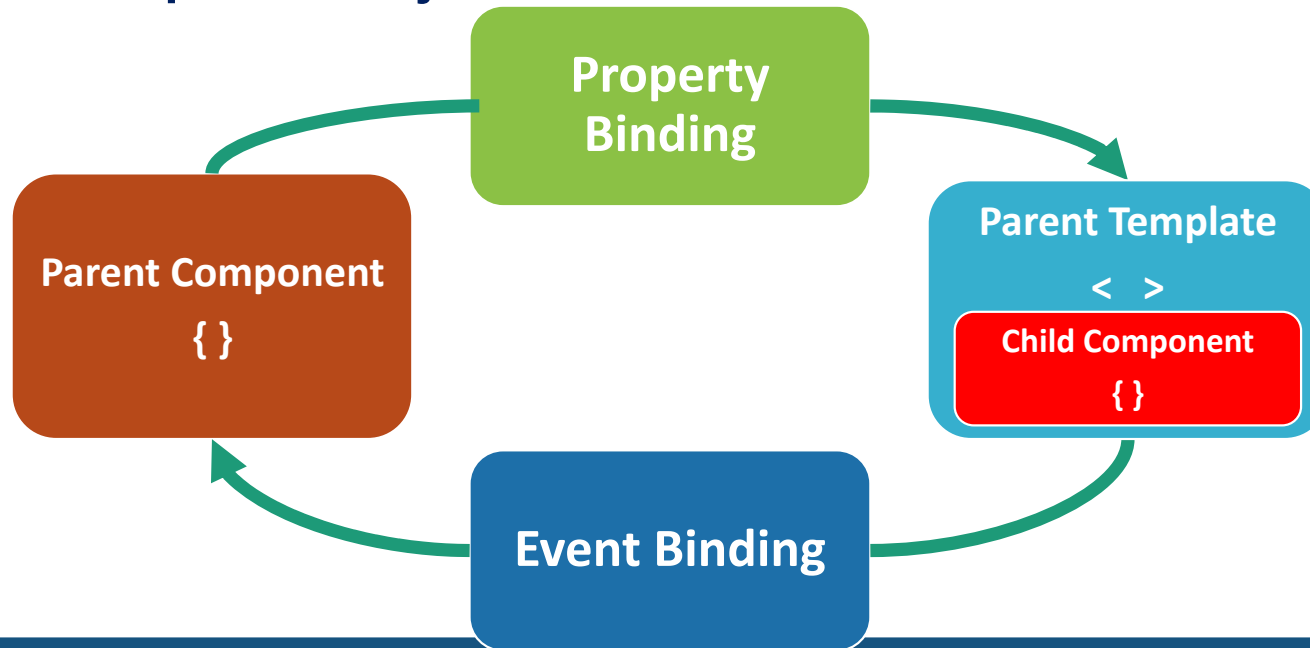 Property
Binding
Parent Component
{ }
Parent Template
< >
Child Component
{ }
Event Binding